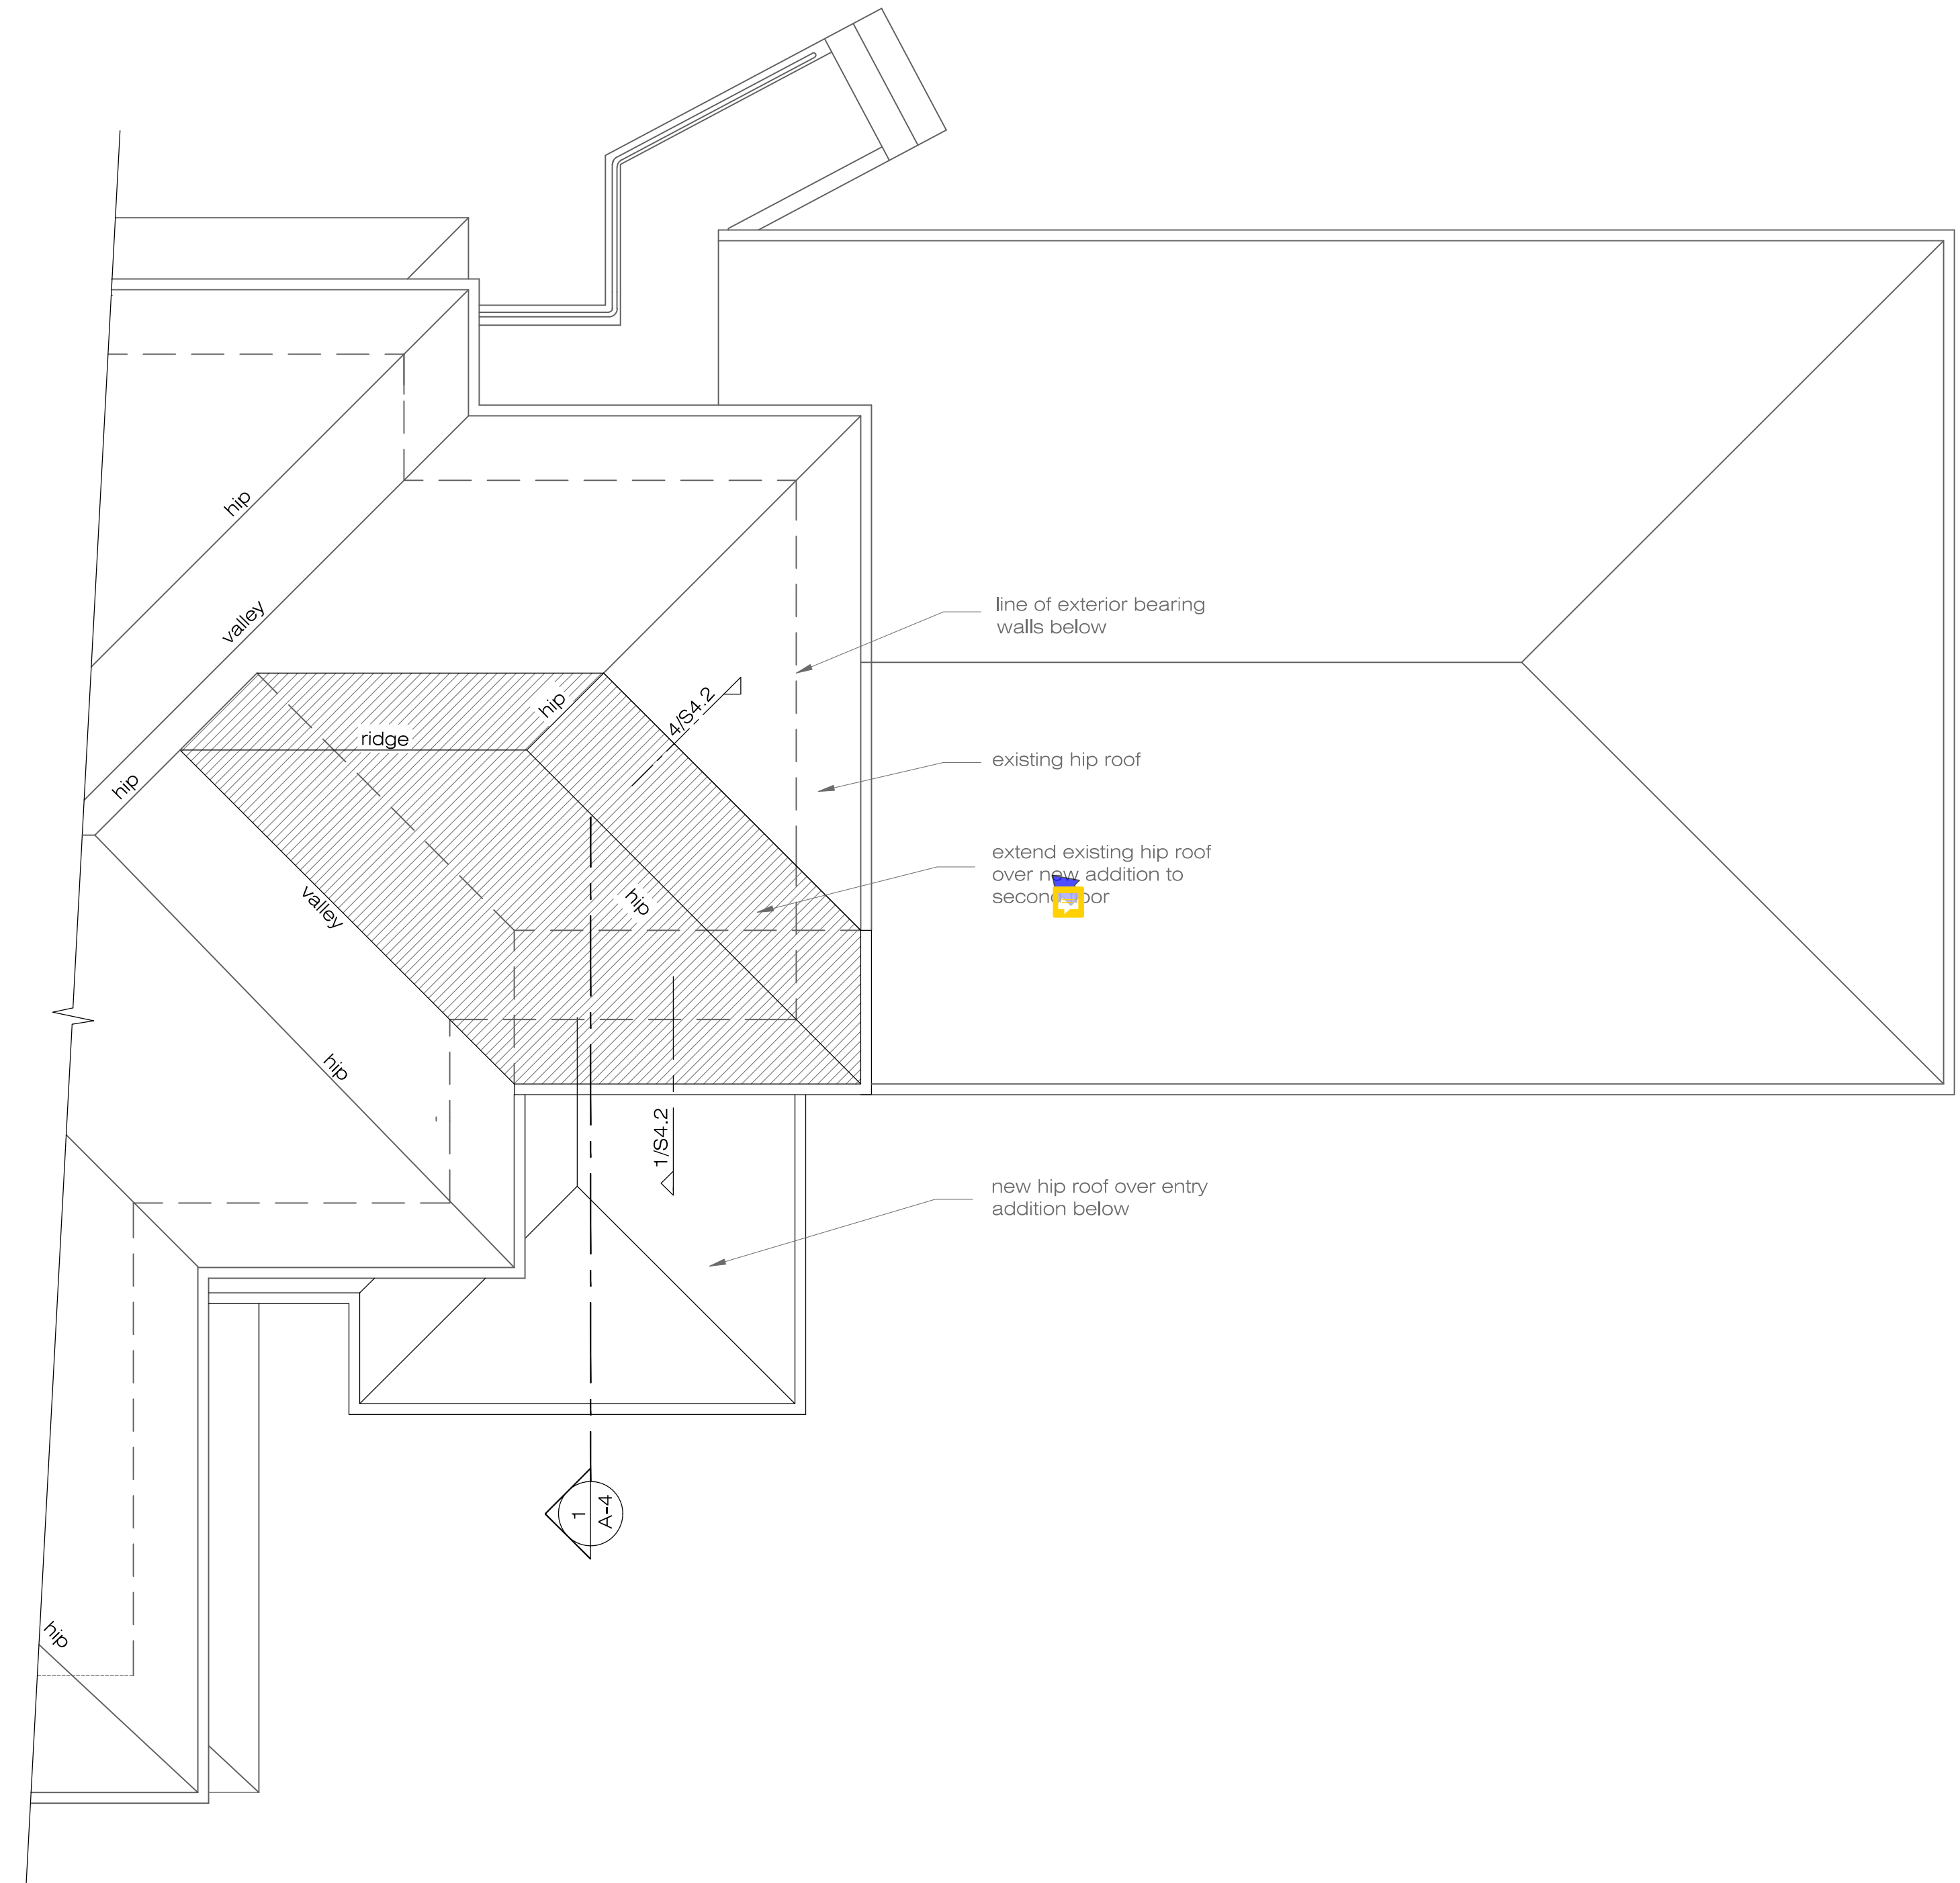 hip
valley
line of exterior bearing
walls below
4/S4.2
hip
ridge
existing hip roof
hip
extend existing hip roof
over new addition to
hip
valley
hip
1/S4.2
new hip roof over entry
addition below
1
A-4
hip